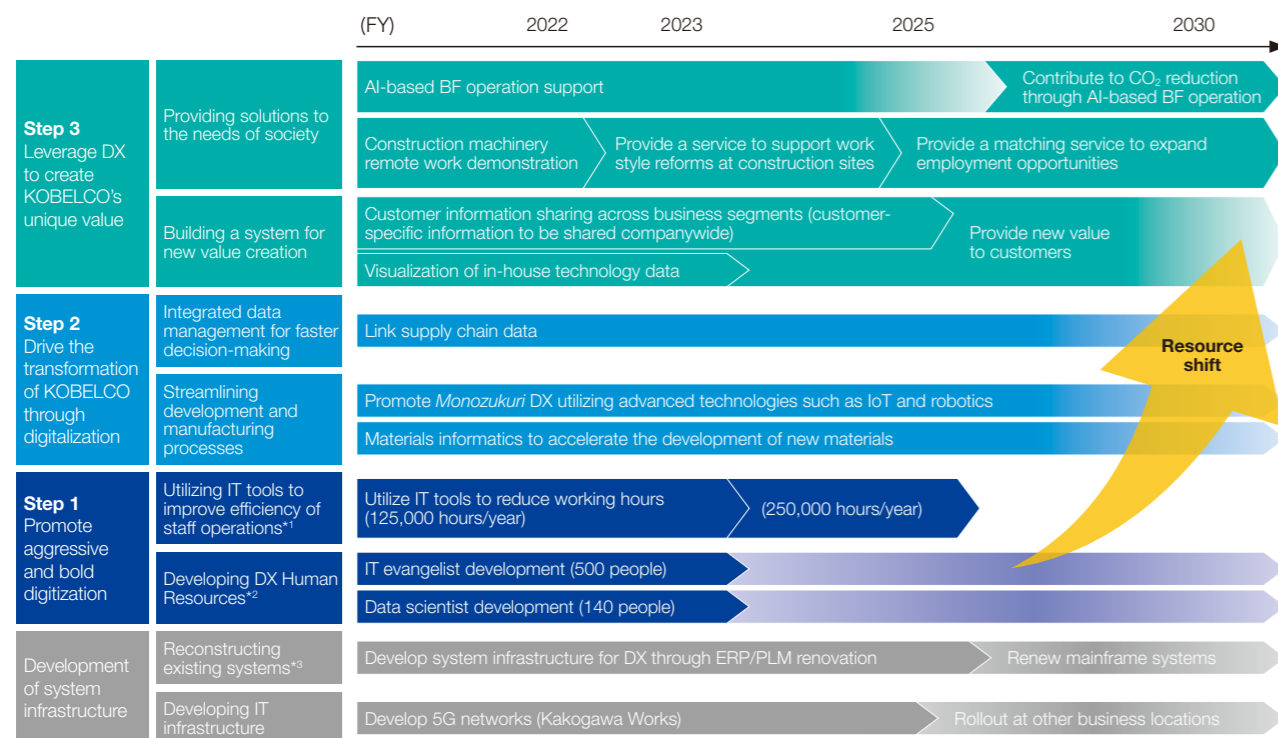 (FY) 2022 2023 2025 2030
Step 3
Leverage DX
to create
KOBELCO's
unique value
Providing solutions to
the needs of society
AI-based BF operation support
Contribute to CO₂ reduction
through AI-based BF operation
Construction machinery
remote work demonstration
Provide a service to support work
style reforms at construction sites
Provide a matching service to expand
employment opportunities
Building a system for
new value creation
Customer information sharing across business segments (customer-
specific information to be shared companywide)
Visualization of in-house technology data
Provide new value
to customers
Step 2
Drive the
transformation
of KOBELCO
through
digitalization
Integrated data
management for faster
decision-making
Link supply chain data
Resource
shift
Streamlining
development and
manufacturing
processes
Promote Monozukuri DX utilizing advanced technologies such as IoT and robotics
Materials informatics to accelerate the development of new materials
Step 1
Promote
aggressive
and bold
digitization
Utilizing IT tools to
improve efficiency of
staff operations*1
Utilize IT tools to reduce working hours
(125,000 hours/year)
(250,000 hours/year)
Developing DX Human
Resources*2
IT evangelist development (500 people)
Data scientist development (140 people)
Development
of system
infrastructure
Reconstructing
existing systems*3
Develop system infrastructure for DX through ERP/PLM renovation
Renew mainframe systems
Developing IT
infrastructure
Develop 5G networks (Kakogawa Works)
Rollout at other business locations